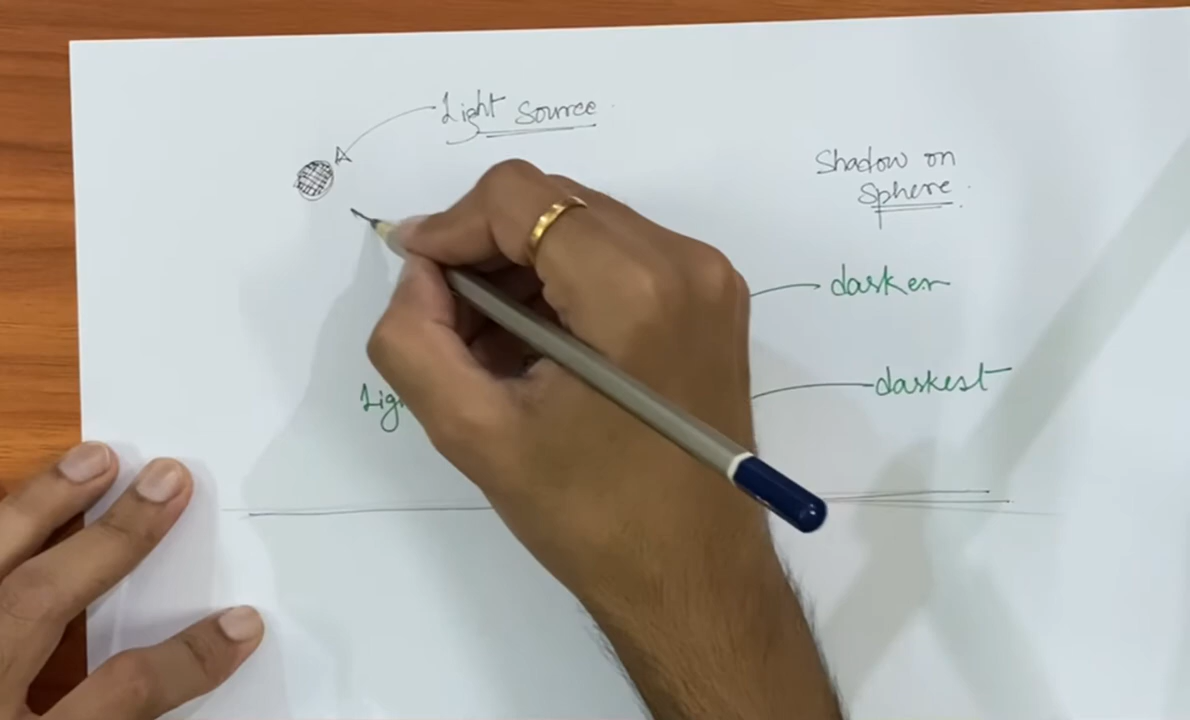 Light Source
Shadow on
Sphere.
darker
darkest